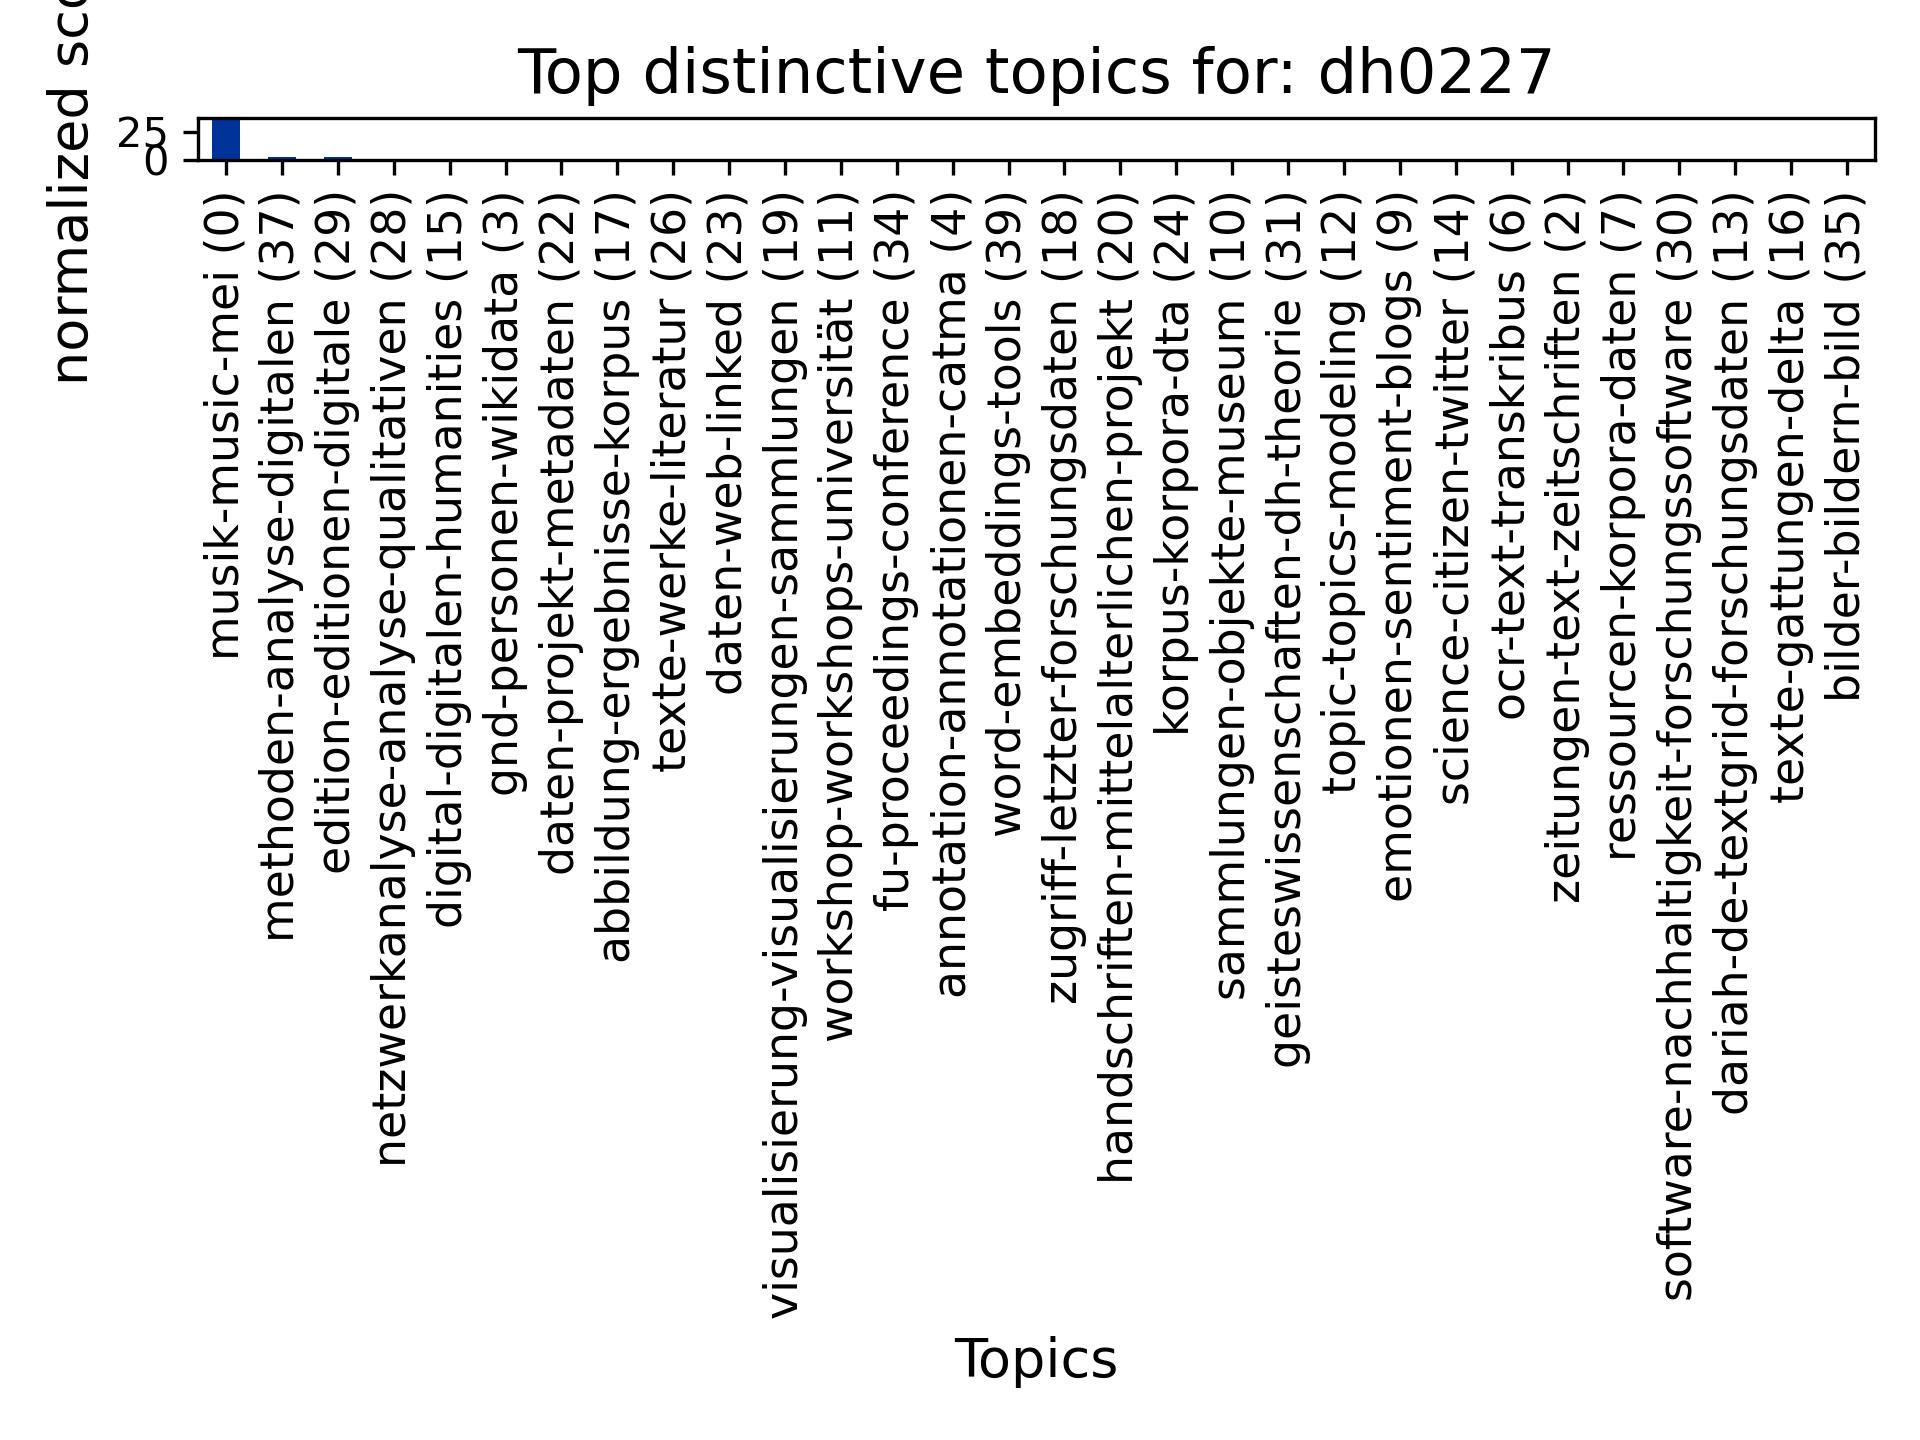 Top distinctive topics for: dh0227
normalized
25
0
musik-music-mei (0)
methoden-analyse-digitalen (37)
edition-editionen-digitale (29)
netzwerkanalyse-analyse-qualitativen (28)
digital-digitalen-humanities (15)
gnd-personen-wikidata (3)
daten-projekt-metadaten (22)
abbildung-ergebnisse-korpus (17)
texte-werke-literatur (26)
daten-web-linked (23)
visualisierung-visualisierungen-sammlungen (19)
workshop-workshops-universität (11)
fu-proceedings-conference (34)
annotation-annotationen-catma (4)
word-embeddings-tools (39)
zugriff-letzter-forschungsdaten (18)
handschriften-mittelalterlichen-projekt (20)
korpus-korpora-dta (24)
sammlungen-objekte-museum (10)
geisteswissenschaften-dh-theorie (31)
topic-topics-modeling (12)
emotionen-sentiment-blogs (9)
science-citizen-twitter (14)
ocr-text-transkribus (6)
zeitungen-text-zeitschriften (2)
ressourcen-korpora-daten (7)
software-nachhaltigkeit-forschungssoftware (30)
dariah-de-textgrid-forschungsdaten (13)
texte-gattungen-delta (16)
bilder-bildern-bild (35)
Topics